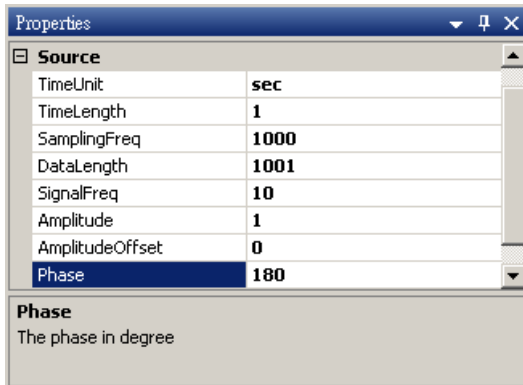 Properties
Source
TimeUnit sec
TimeLength 1
SamplingFreq 1000
DataLength 1001
SignalFreq 10
Amplitude 1
AmplitudeOffset 0
Phase 180
Phase
The phase in degree